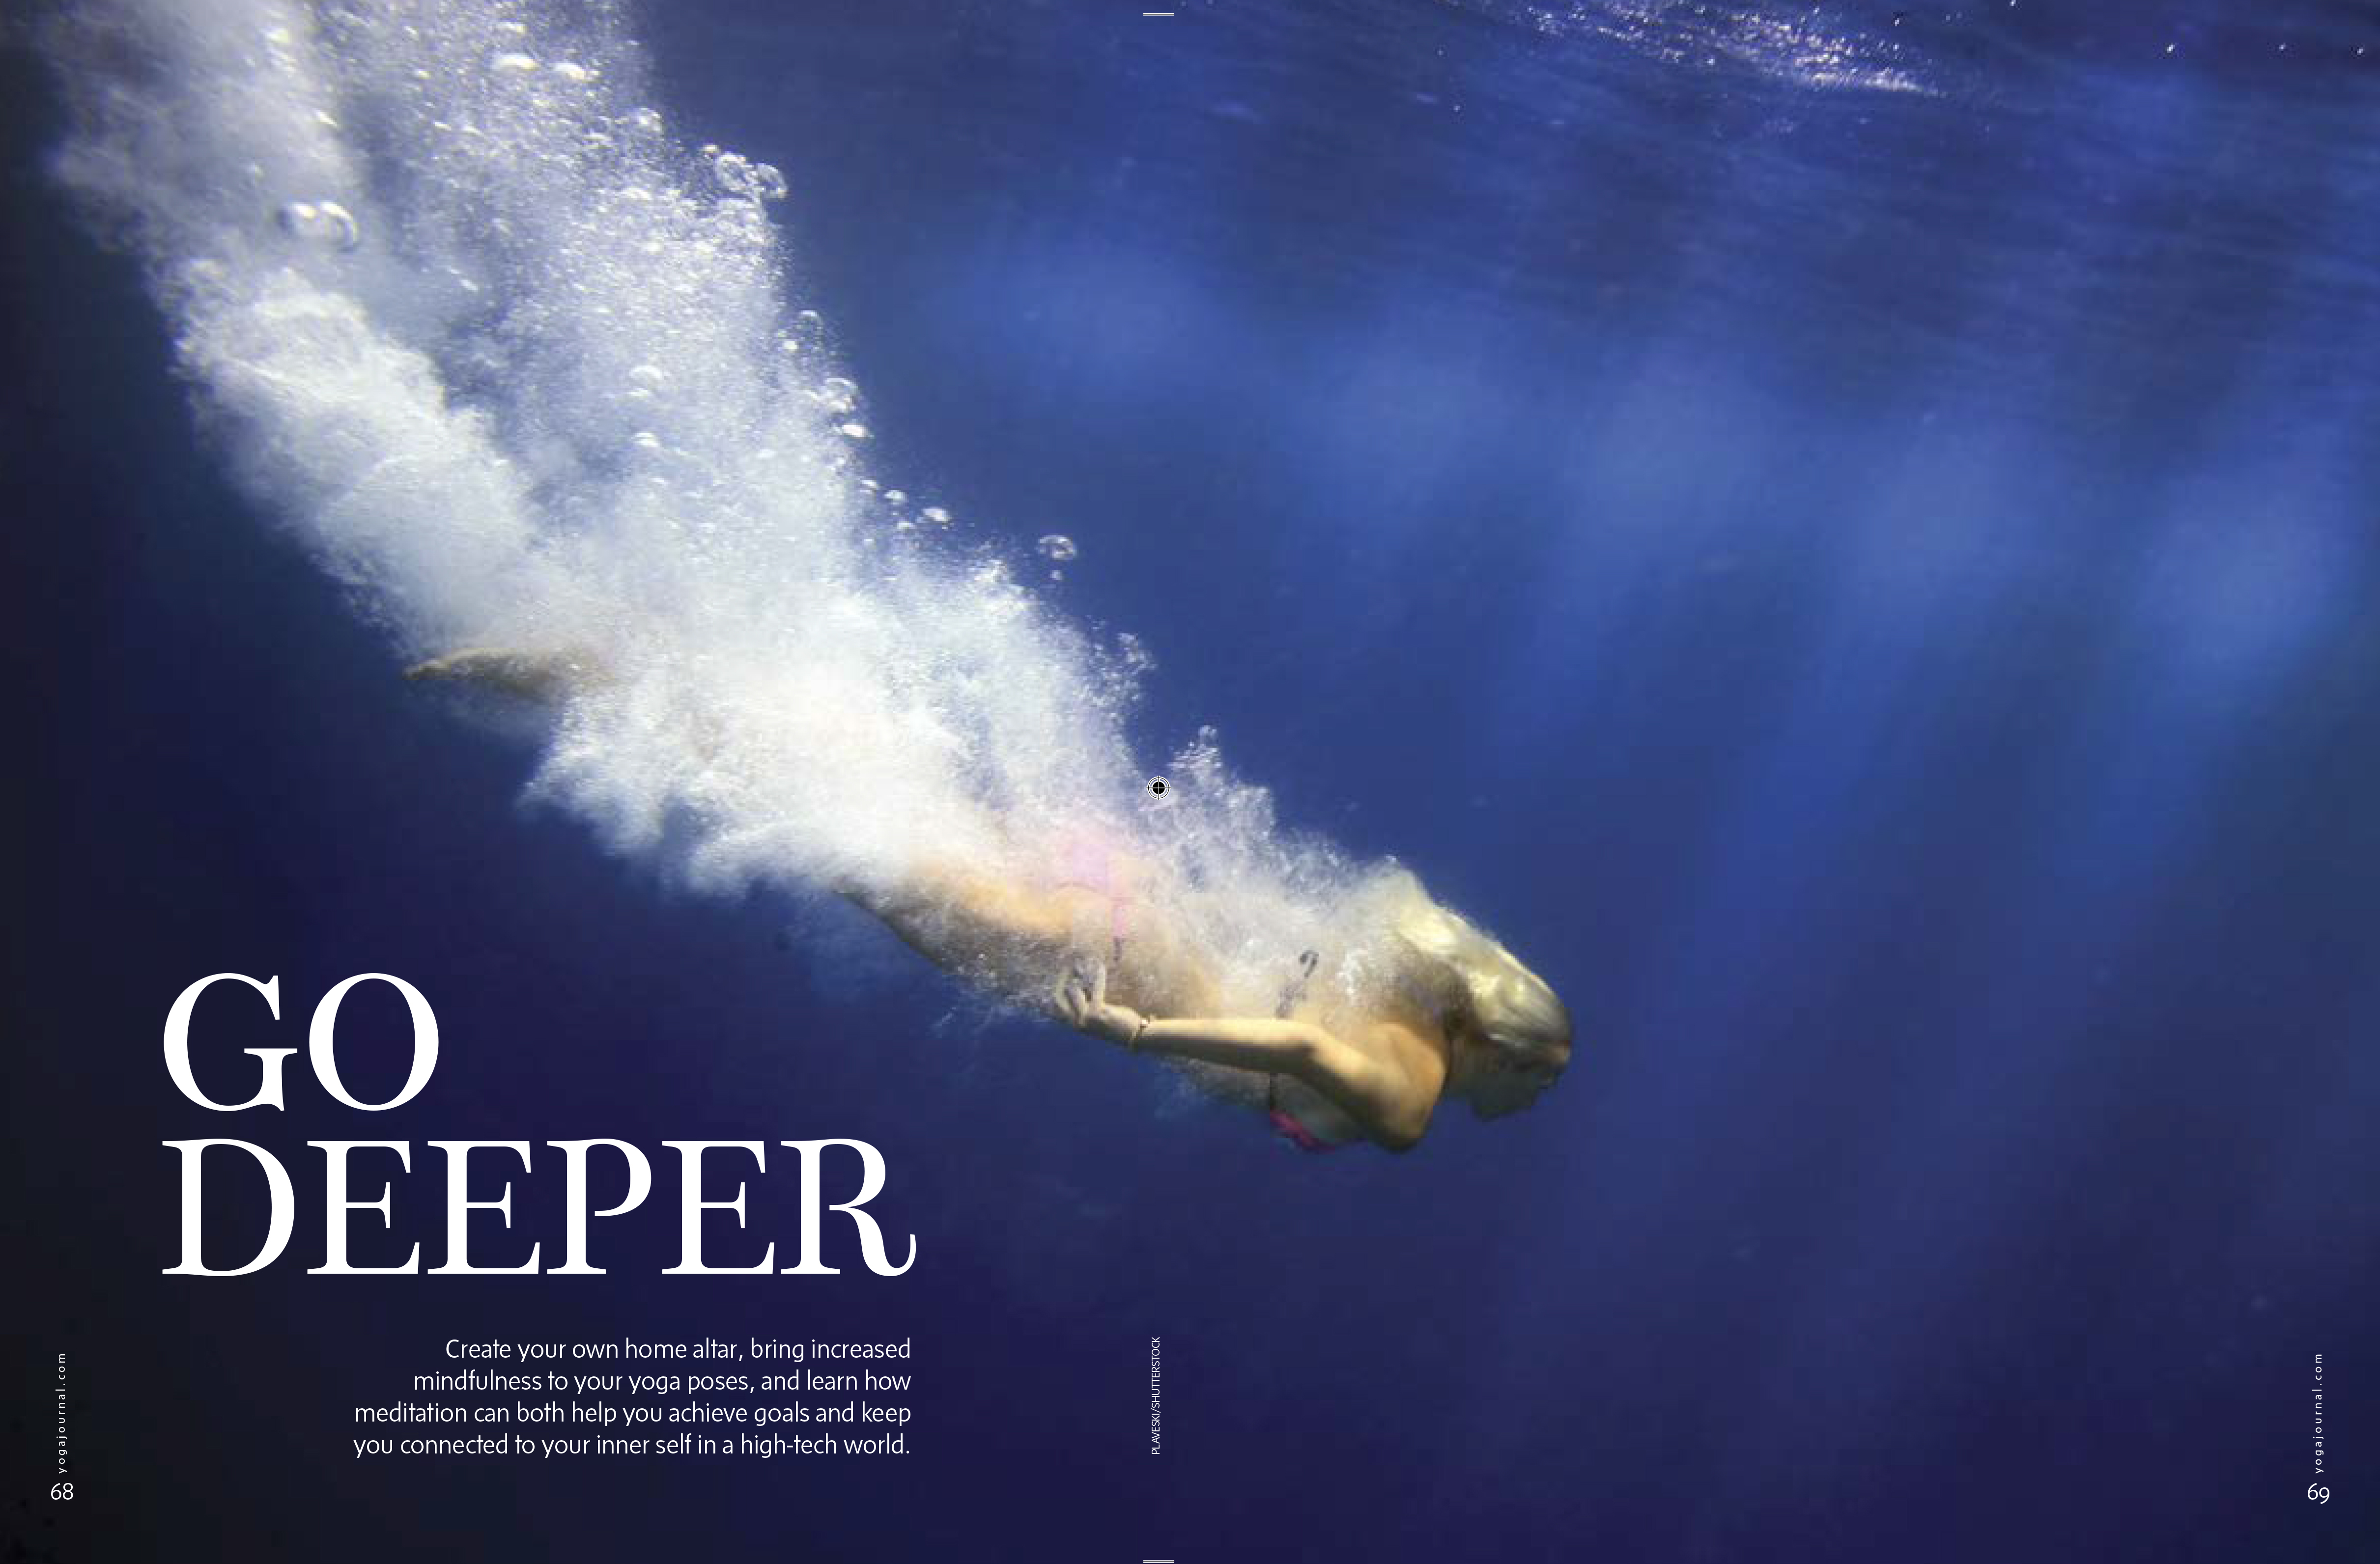 GO
DEEPER
Create your own home altar, bring increased
mindfulness to your yoga poses, and learn how
meditation can both help you achieve goals and keep
you connected to your inner self in a high-tech world.
yogajournal.com
68
PLAVESKI/SHUTTERSTOCK
yogajournal.com
69